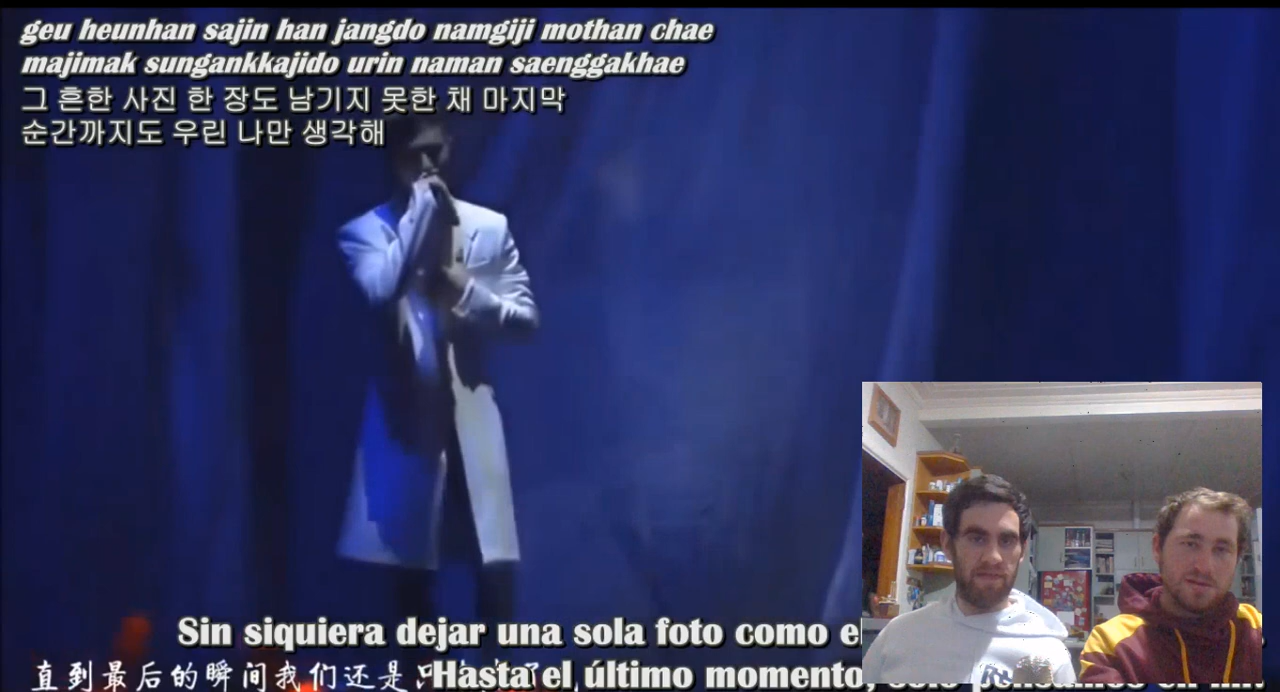 geu heunhan sajin han jangdo namgiji mothan chae
majimak sungankkajido urin naman saenggakhae
그 흔한 사진 한 장도 남기지 못한 채 마지막
순간까지도 우린 나만 생각해
Sin siquiera dejar una sola foto como
直到最后的瞬间我们还是
Hasta el último momento,